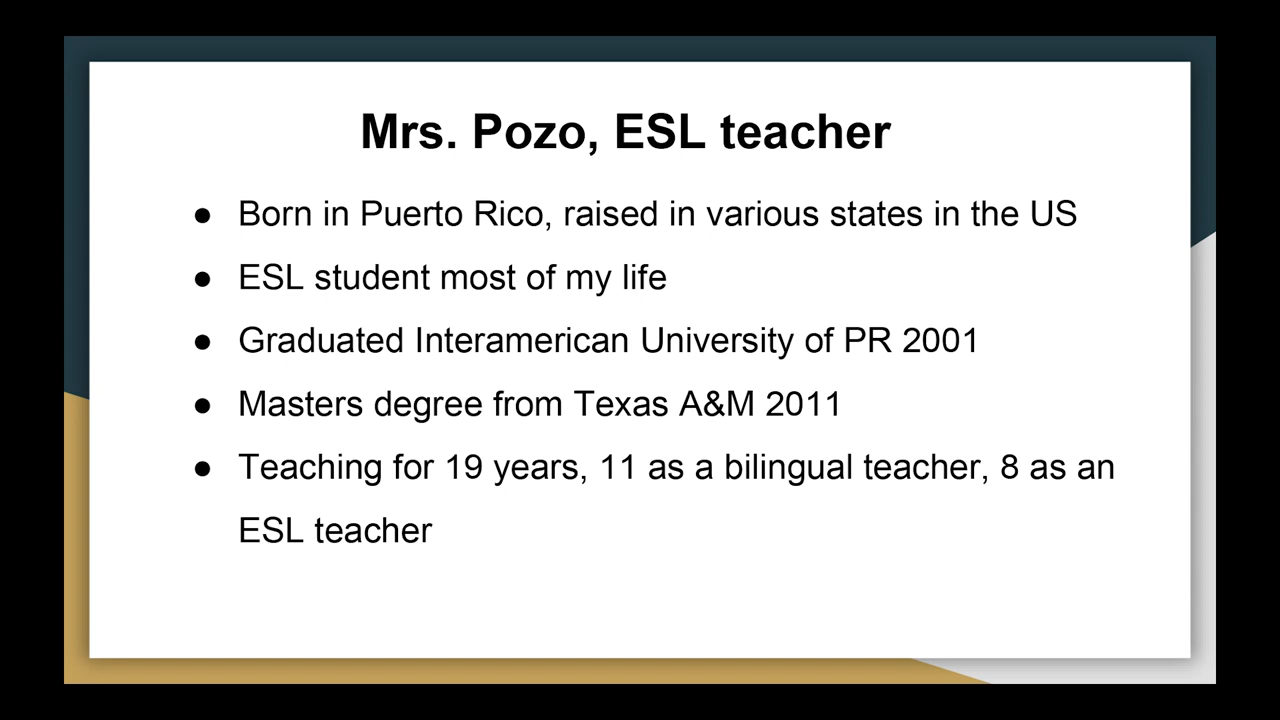 Mrs. Pozo, ESL teacher
● Born in Puerto Rico, raised in various states in the US
● ESL student most of my life
● Graduated Interamerican University of PR 2001
● Masters degree from Texas A&M 2011
● Teaching for 19 years, 11 as a bilingual teacher, 8 as an
ESL teacher